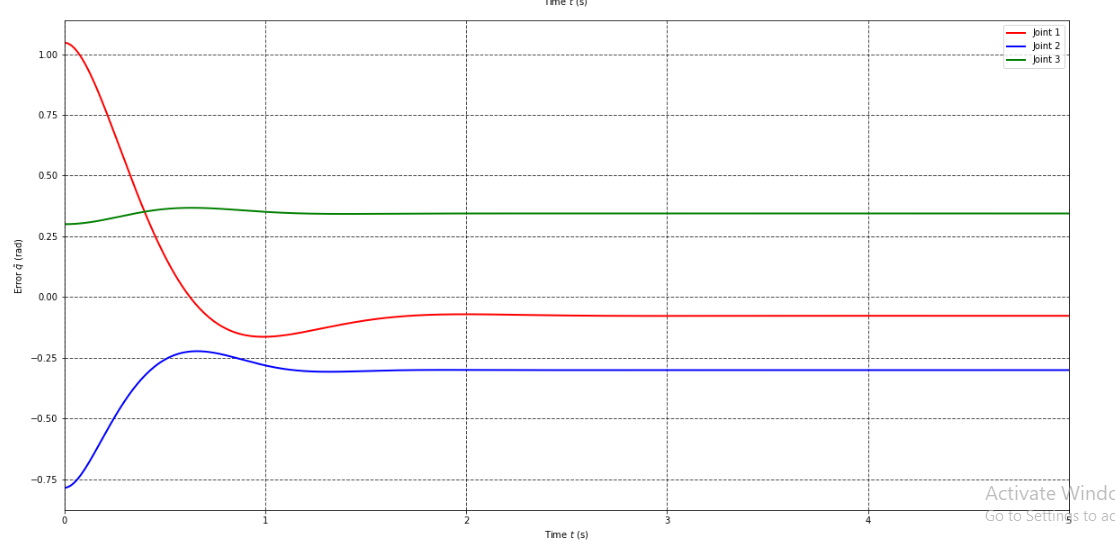 Time t (s)
Joint 1
Joint 2
Joint 3
1.00
0.75
0.50
0.25
0.00
−0.25
−0.50
−0.75
Error q̃ (rad)
0 1 2 3 4 5
Time t (s)
Activate Windo
Go to Settings to ac